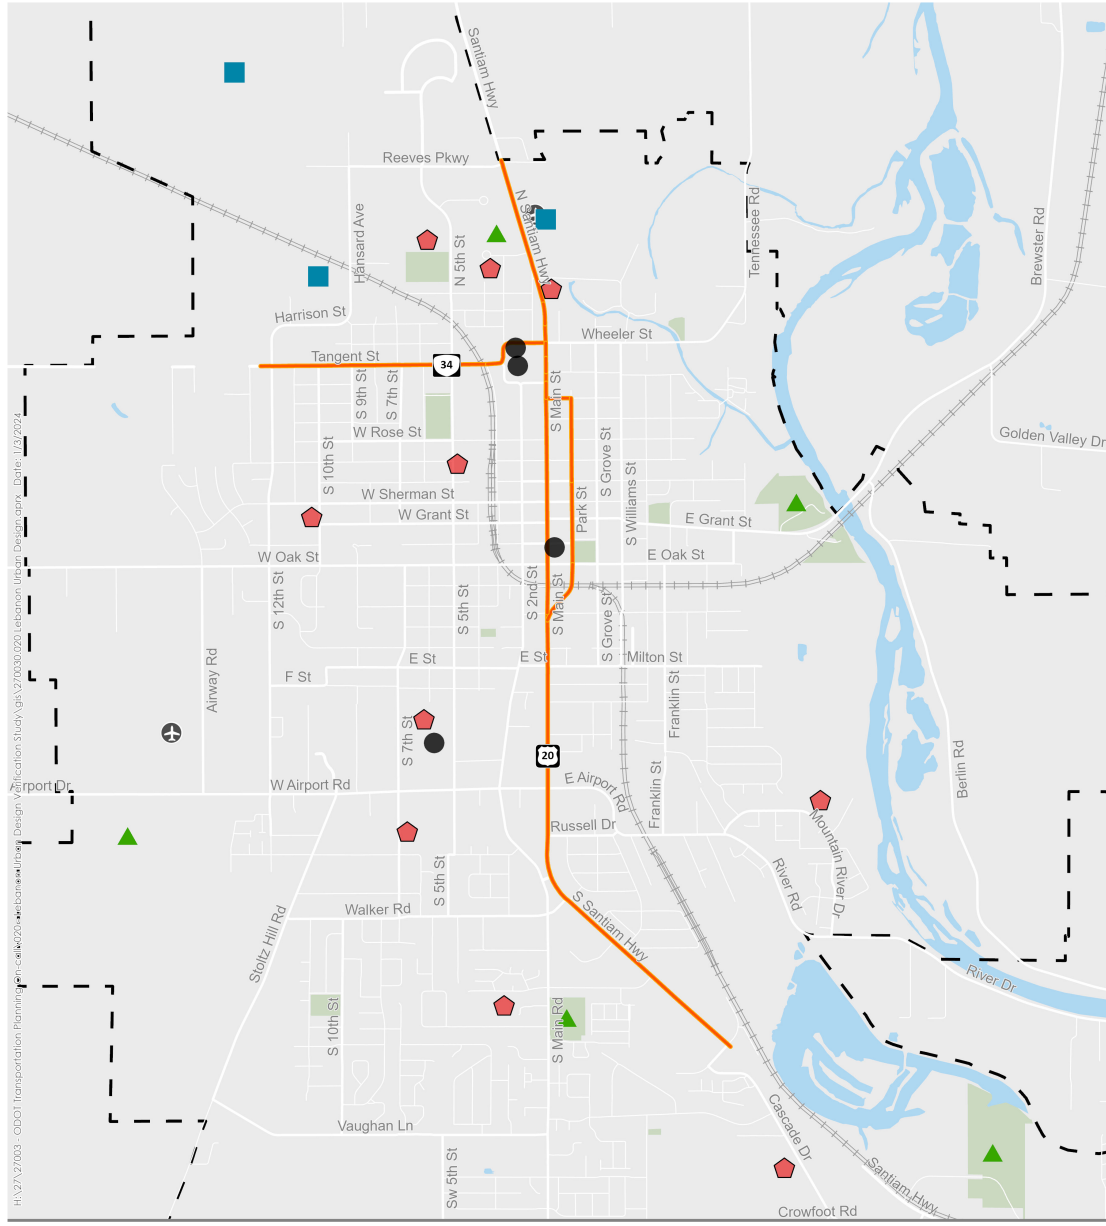 Santiam Hwy
Reeves Pkwy
N Santiam Hwy
Tennessee Rd
Brewster Rd
Hansard Ave
N 5th St
Harrison St
Wheeler St
Tangent St
34
S 9th St
S 7th St
S Main St
W Rose St
Golden Valley Dr
S 10th St
S Grove St
S Williams St
W Sherman St
Park St
W Grant St
E Grant St
W Oak St
E Oak St
S 12th St
S 5th St
S 2nd St
S Main St
S Grove St
E St
E St
Milton St
F St
Airway Rd
Franklin St
S 7th St
20
Berlin Rd
Airport Dr
W Airport Rd
E Airport Rd
Franklin St
Russell Dr
Mountain River Dr
River Rd
S 5th St
Walker Rd
S Santiam Hwy
Stoltz Hill Rd
River Dr
S 10th St
S Main Rd
Vaughan Ln
Cascade Dr
Sw 5th St
Santiam Hwy
Crowfoot Rd